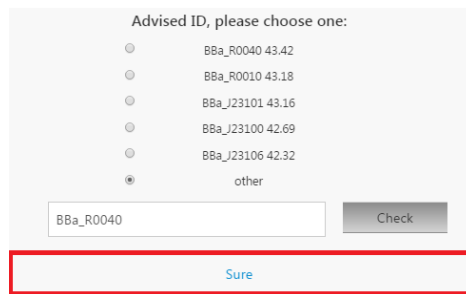 Advised ID, please choose one:
BBa_R0040 43.42
BBa_R0010 43.18
BBa_J23101 43.16
BBa_J23100 42.69
BBa_J23106 42.32
other
BBa_R0040 Check
Sure